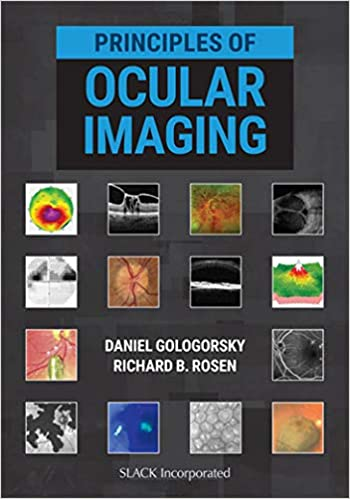 PRINCIPLES OF
OCULAR
IMAGING
DANIEL GOLOGORSKY
RICHARD B. ROSEN
SLACK Incorporated